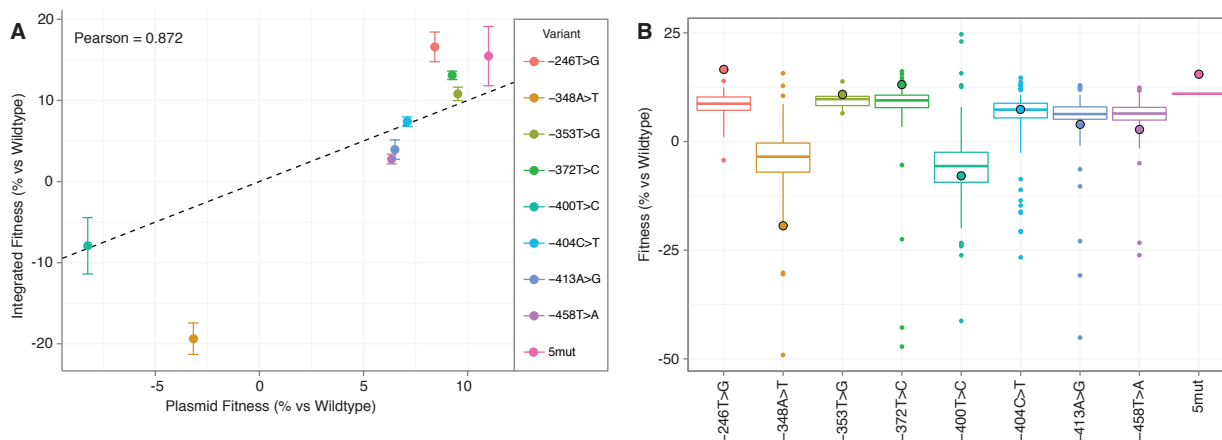 A
Pearson = 0.872
Integrated Fitness (% vs Wildtype)
20
10
0
-10
-20
-5
0
5
10
Plasmid Fitness (% vs Wildtype)
Variant
−246T>G
−348A>T
−353T>G
−372T>C
−400T>C
−404C>T
−413A>G
−458T>A
5mut
B
Fitness (% vs Wildtype)
25
0
-25
-50
−246T>G
−348A>T
−353T>G
−372T>C
−400T>C
−404C>T
−413A>G
−458T>A
5mut